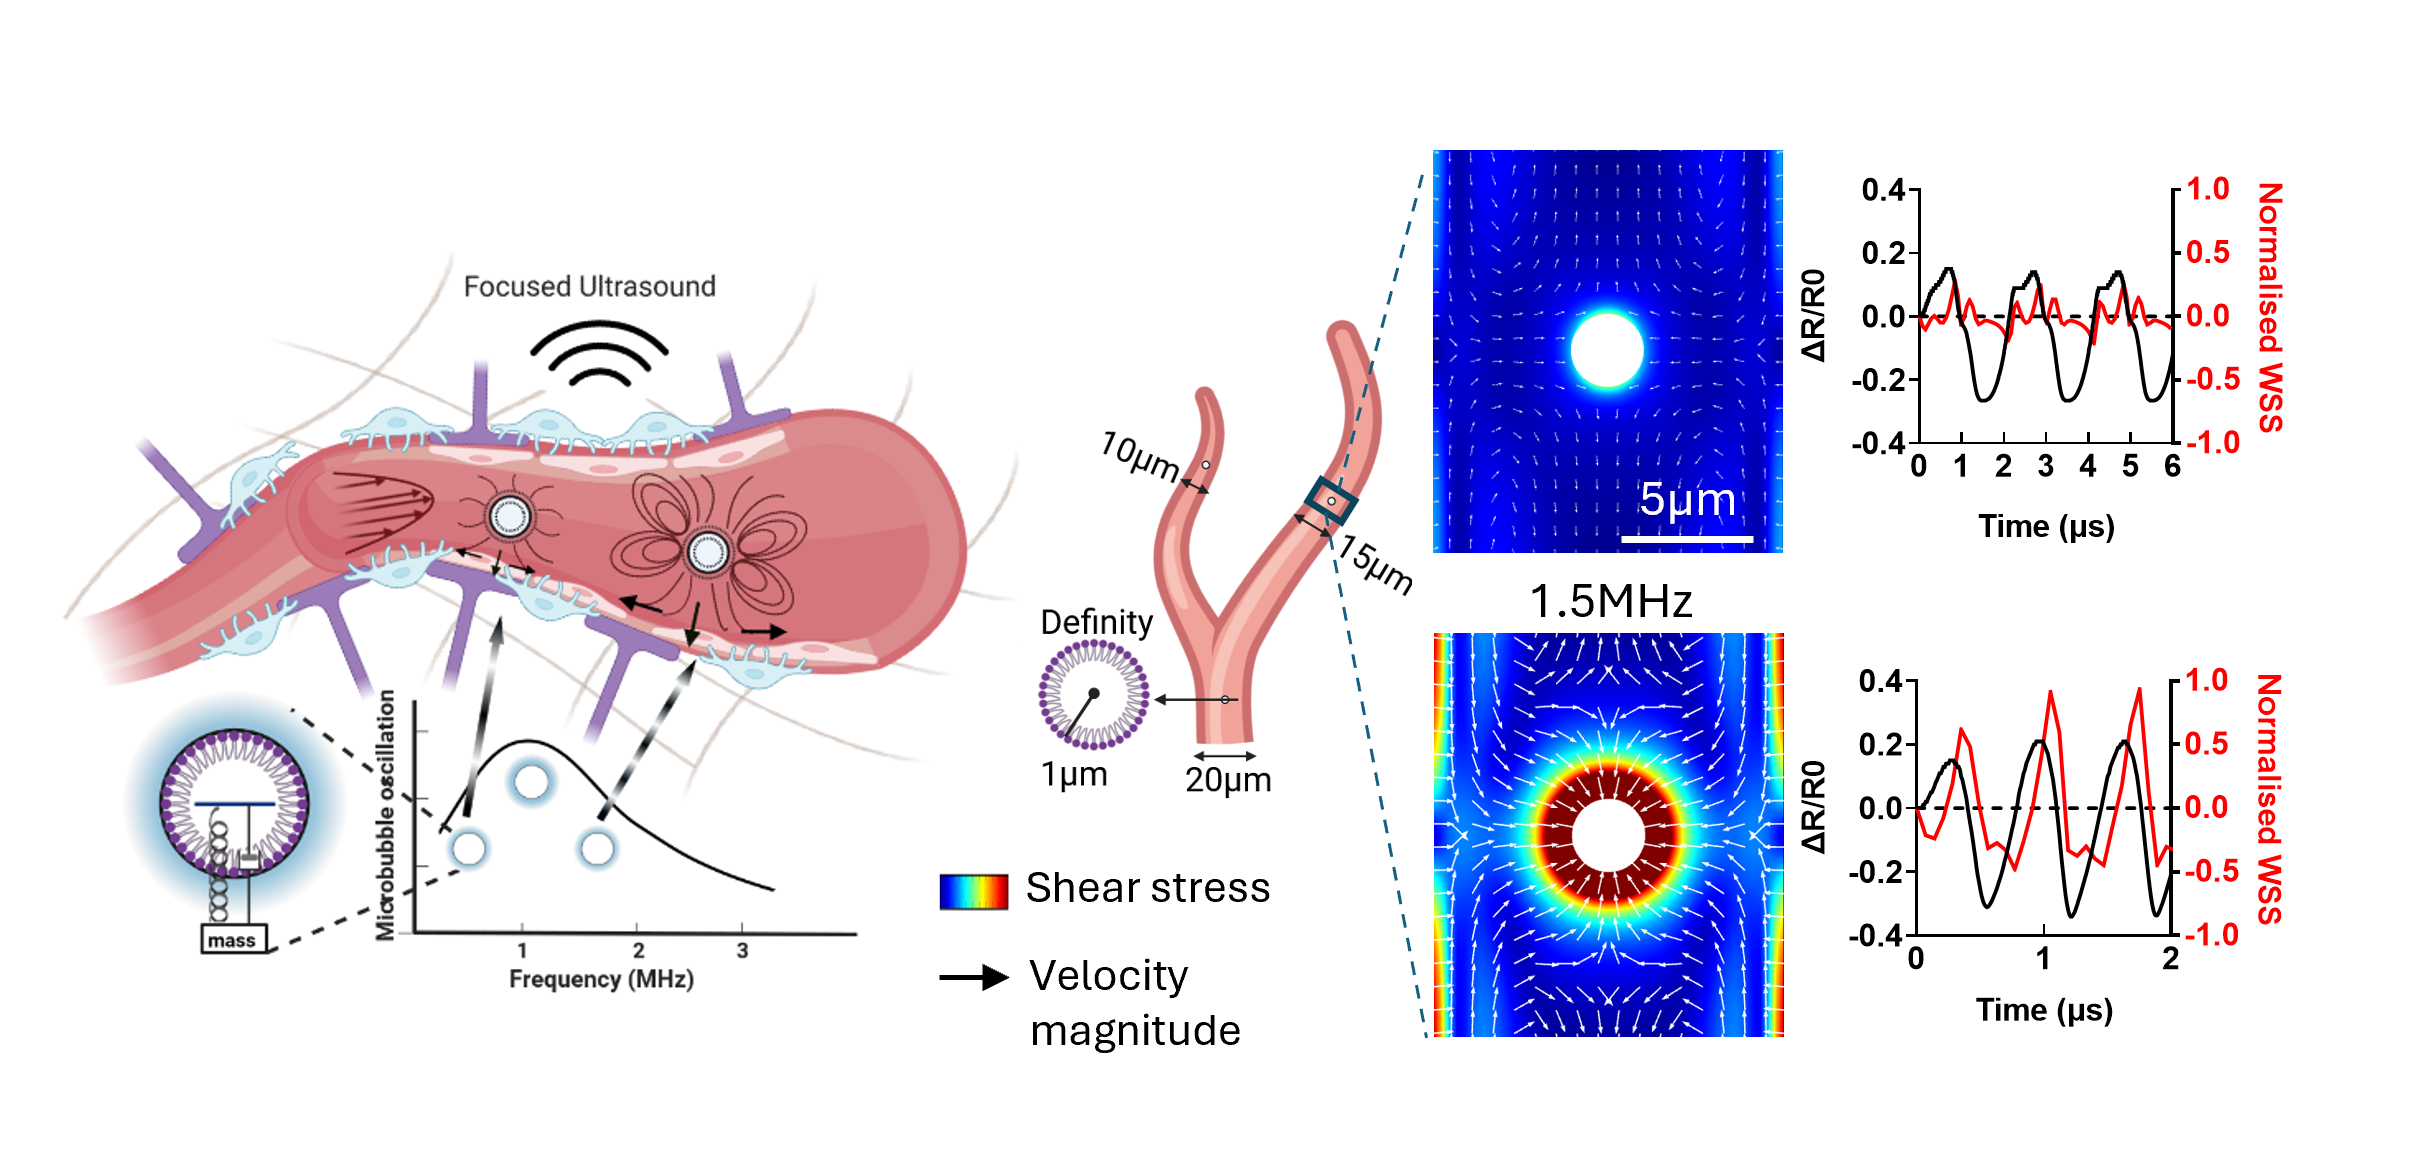 Focused Ultrasound
mass
Microbubble oscillation
1
2
3
Frequency (MHz)
10µm
15µm
Definity
1µm
20µm
Shear stress
Velocity
magnitude
5µm
1.5MHz
0.4
0.2
0.0
-0.2
-0.4
ΔR/R0
1.0
0.5
0.0
-0.5
-1.0
Normalised WSS
0 1 2 3 4 5 6
Time (µs)
0.4
0.2
0.0
-0.2
-0.4
ΔR/R0
1.0
0.5
0.0
-0.5
-1.0
Normalised WSS
0 1 2
Time (µs)